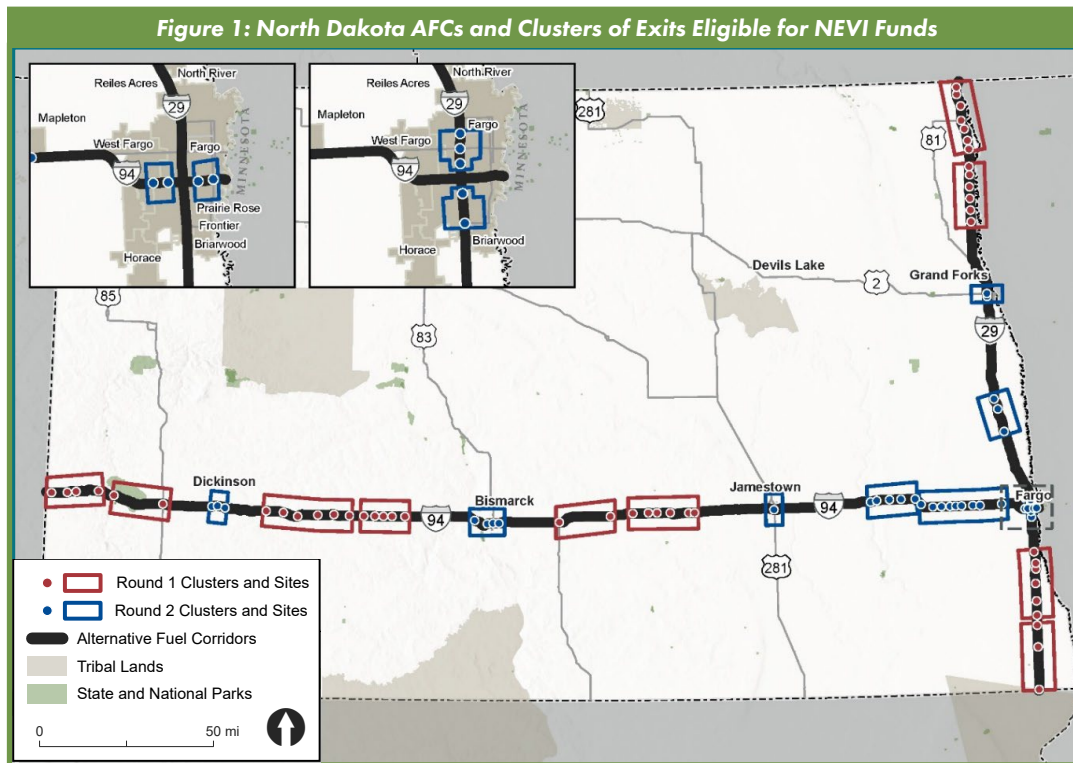 Figure 1: North Dakota AFCs and Clusters of Exits Eligible for NEVI Funds
North River
Reiles Acres
29
Mapleton
West Fargo
Fargo
94
MINNESOTA
Prairie Rose
Frontier
Briarwood
Horace
North River
Reiles Acres
29
Mapleton
West Fargo
Fargo
94
MINNESOTA
Horace
Briarwood
281
81
Devils Lake
Grand Forks
2
29
85
83
Dickinson
Bismarck
94
Jamestown
94
Fargo
281
Round 1 Clusters and Sites
Round 2 Clusters and Sites
Alternative Fuel Corridors
Tribal Lands
State and National Parks
0 50 mi